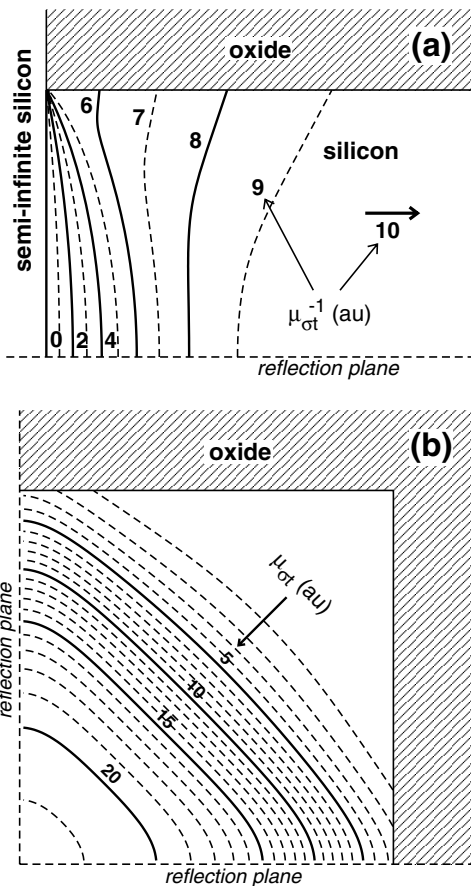 (a)
oxide
semi-infinite silicon
6
7
8
silicon
9
10
0
2
4
μσt⁻¹ (au)
reflection plane
(b)
oxide
μσt (au)
5
10
15
20
reflection plane
reflection plane